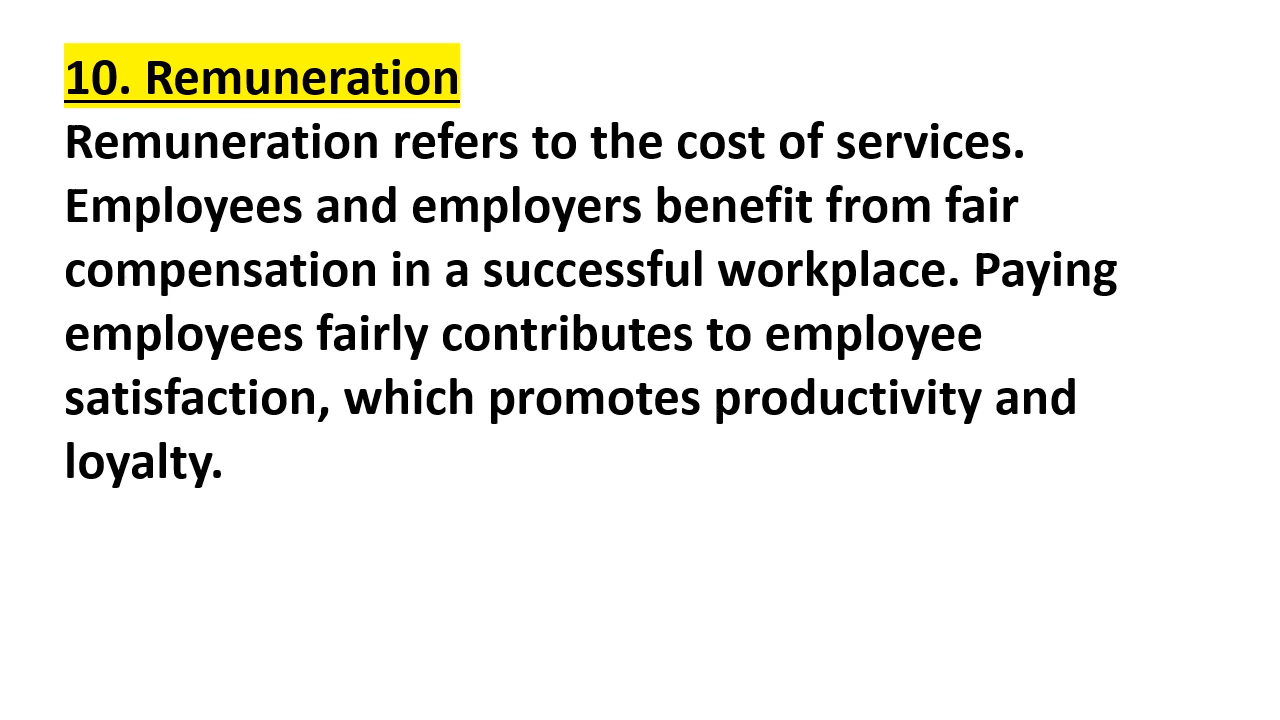 10. Remuneration
Remuneration refers to the cost of services.
Employees and employers benefit from fair
compensation in a successful workplace. Paying
employees fairly contributes to employee
satisfaction, which promotes productivity and
loyalty.